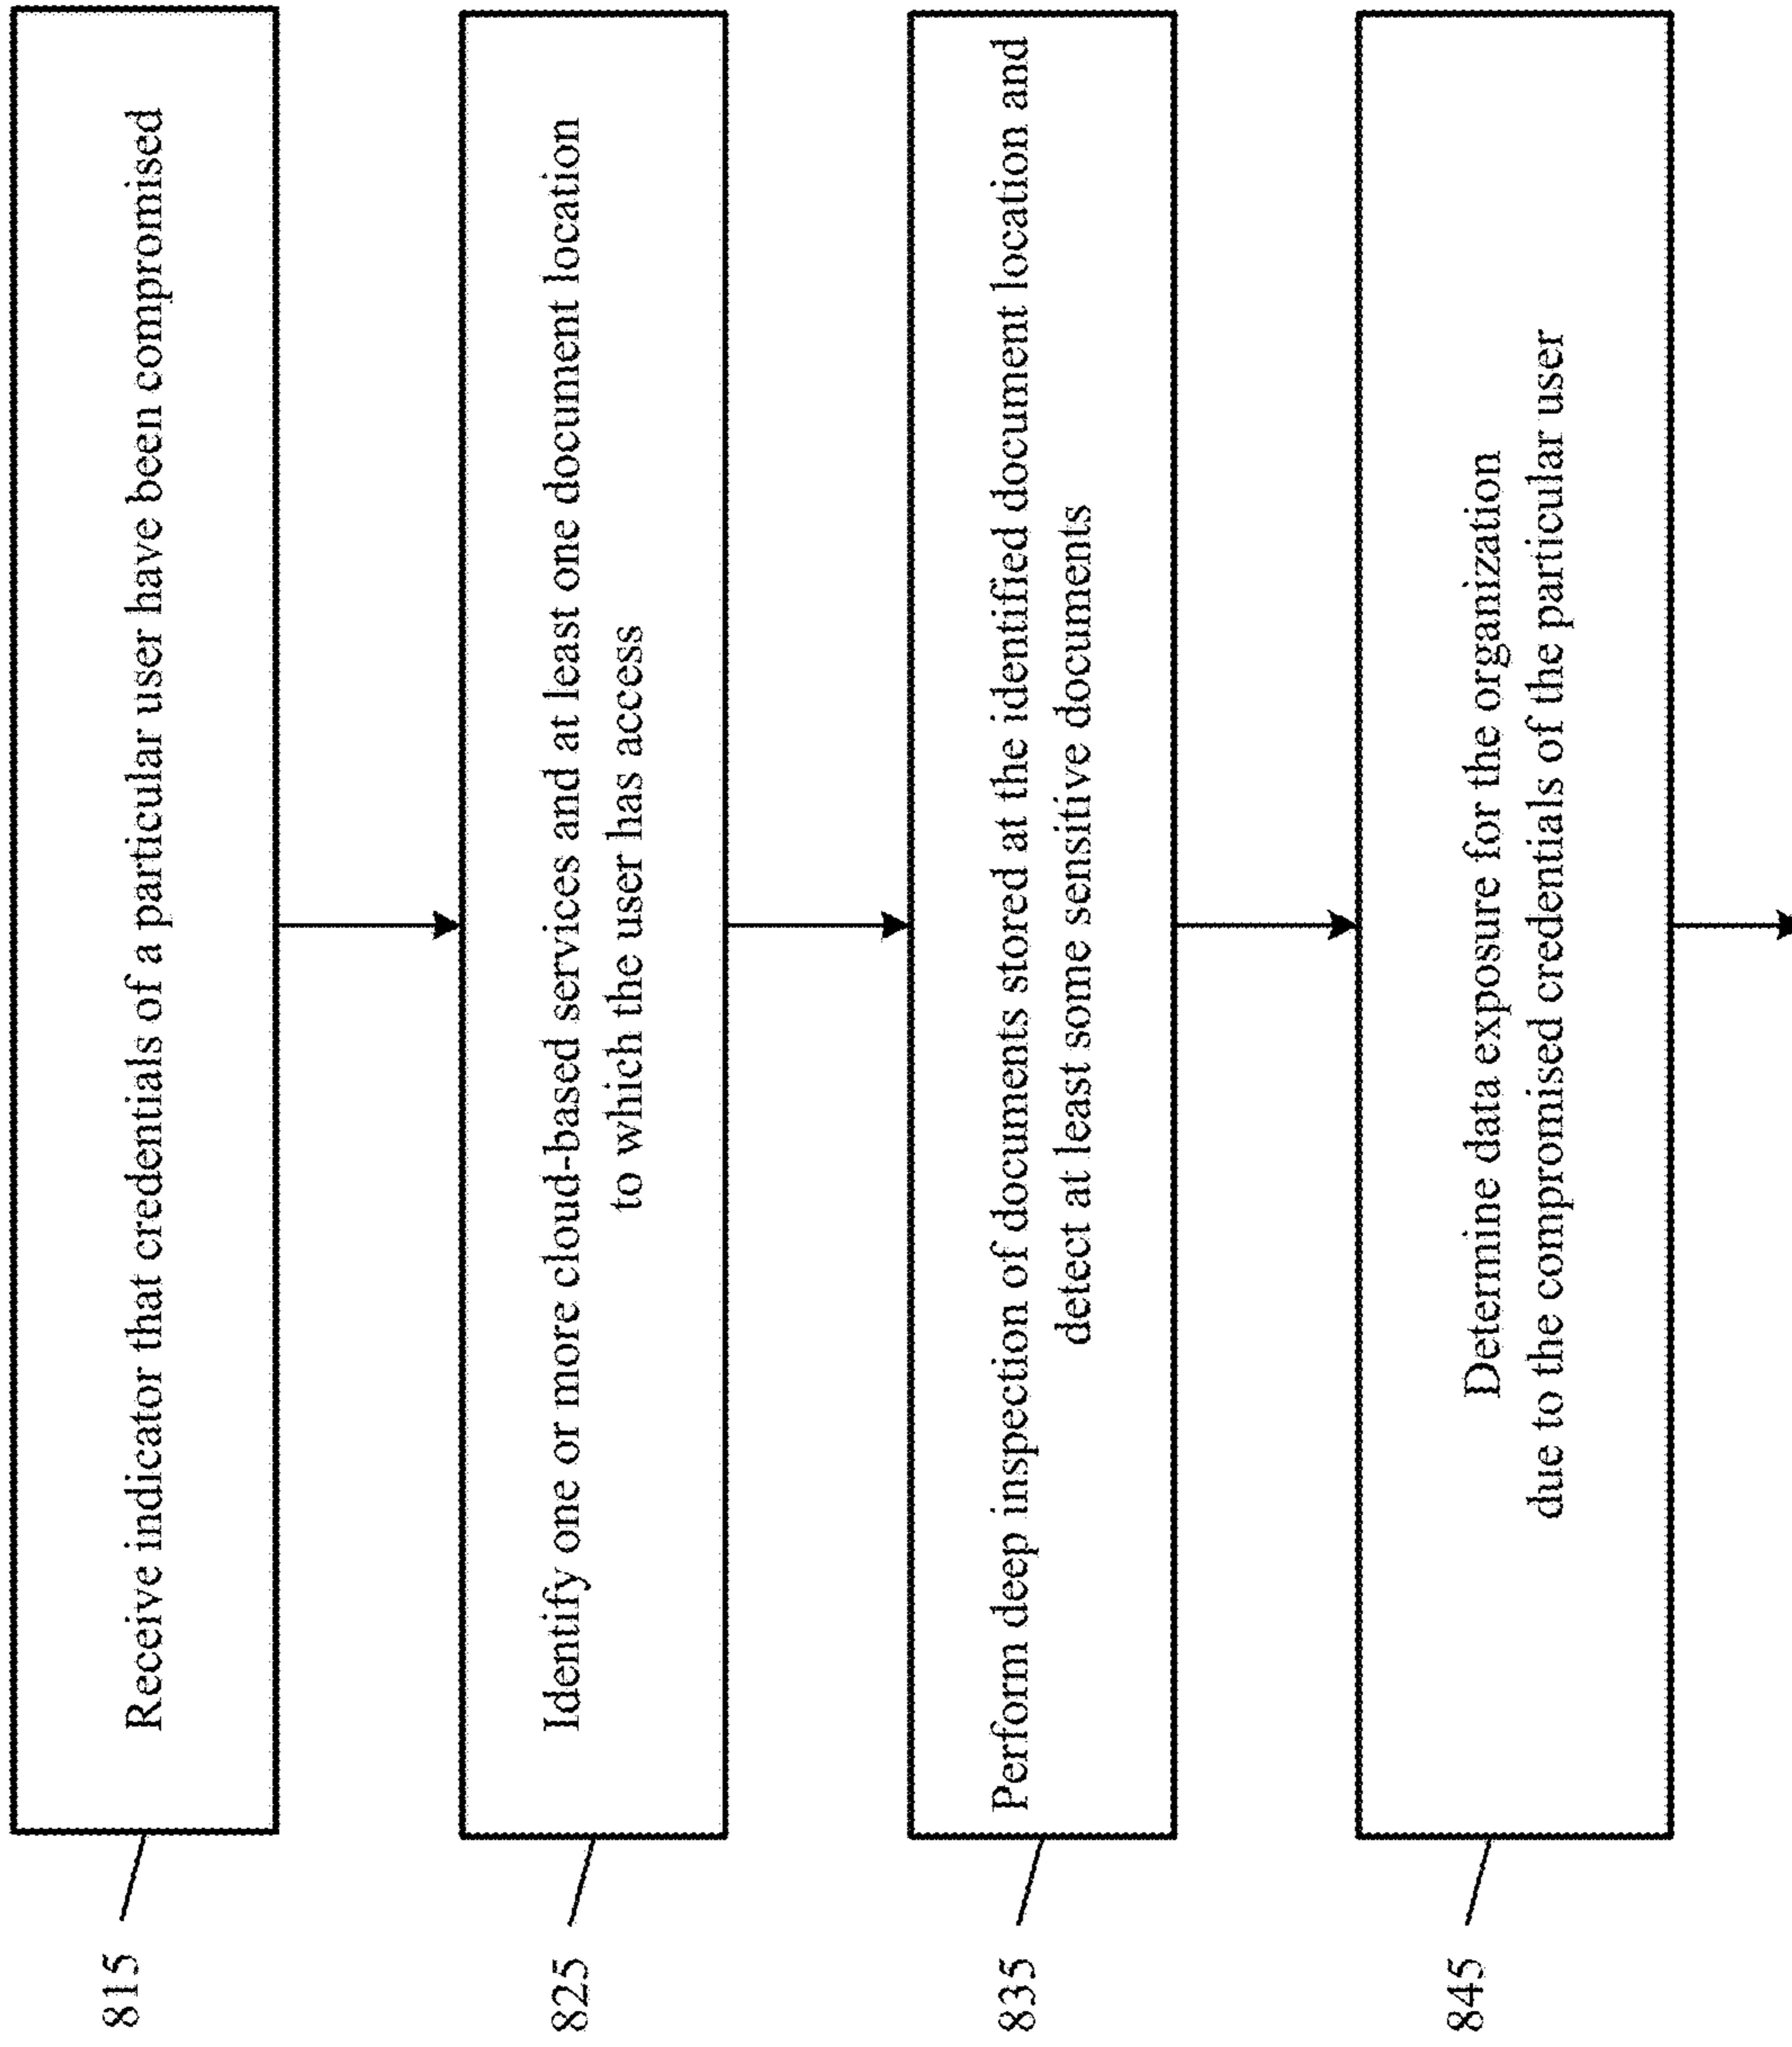 815
Receive indicator that credentials of a particular user have been compromised
825
Identify one or more cloud-based services and at least one document location
to which the user has access
835
Perform deep inspection of documents stored at the identified document location and
detect at least some sensitive documents
845
Determine data exposure for the organization
due to the compromised credentials of the particular user